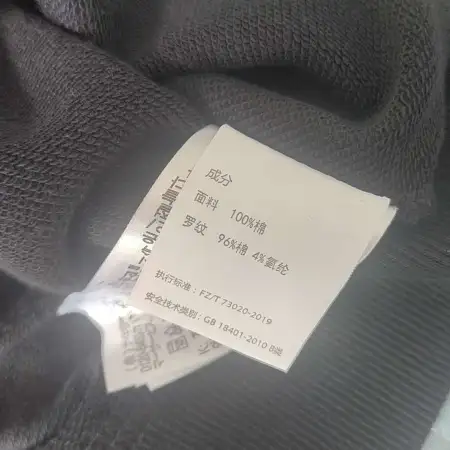 成分
面料 100%棉
罗纹 96%棉 4%氨纶
执行标准：FZ/T 73020-2019
安全技术类别：GB 18401-2010 B类